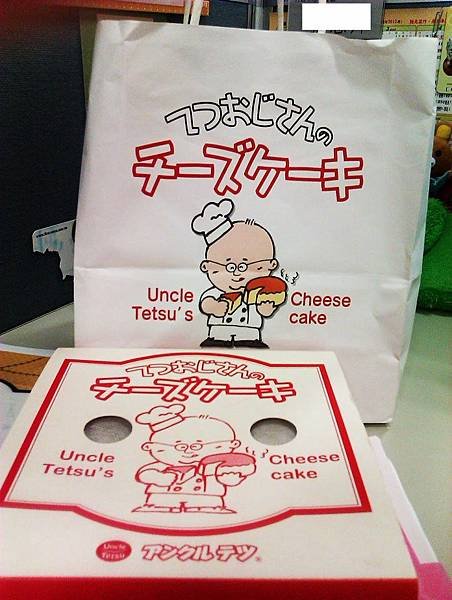 てつおじさんの
チーズケーキ
Uncle Cheese
Tetsu's cake
てつおじさんの
チーズケーキ
Uncle Cheese
Tetsu's cake
Uncle
Tetsu
アンクルテツ